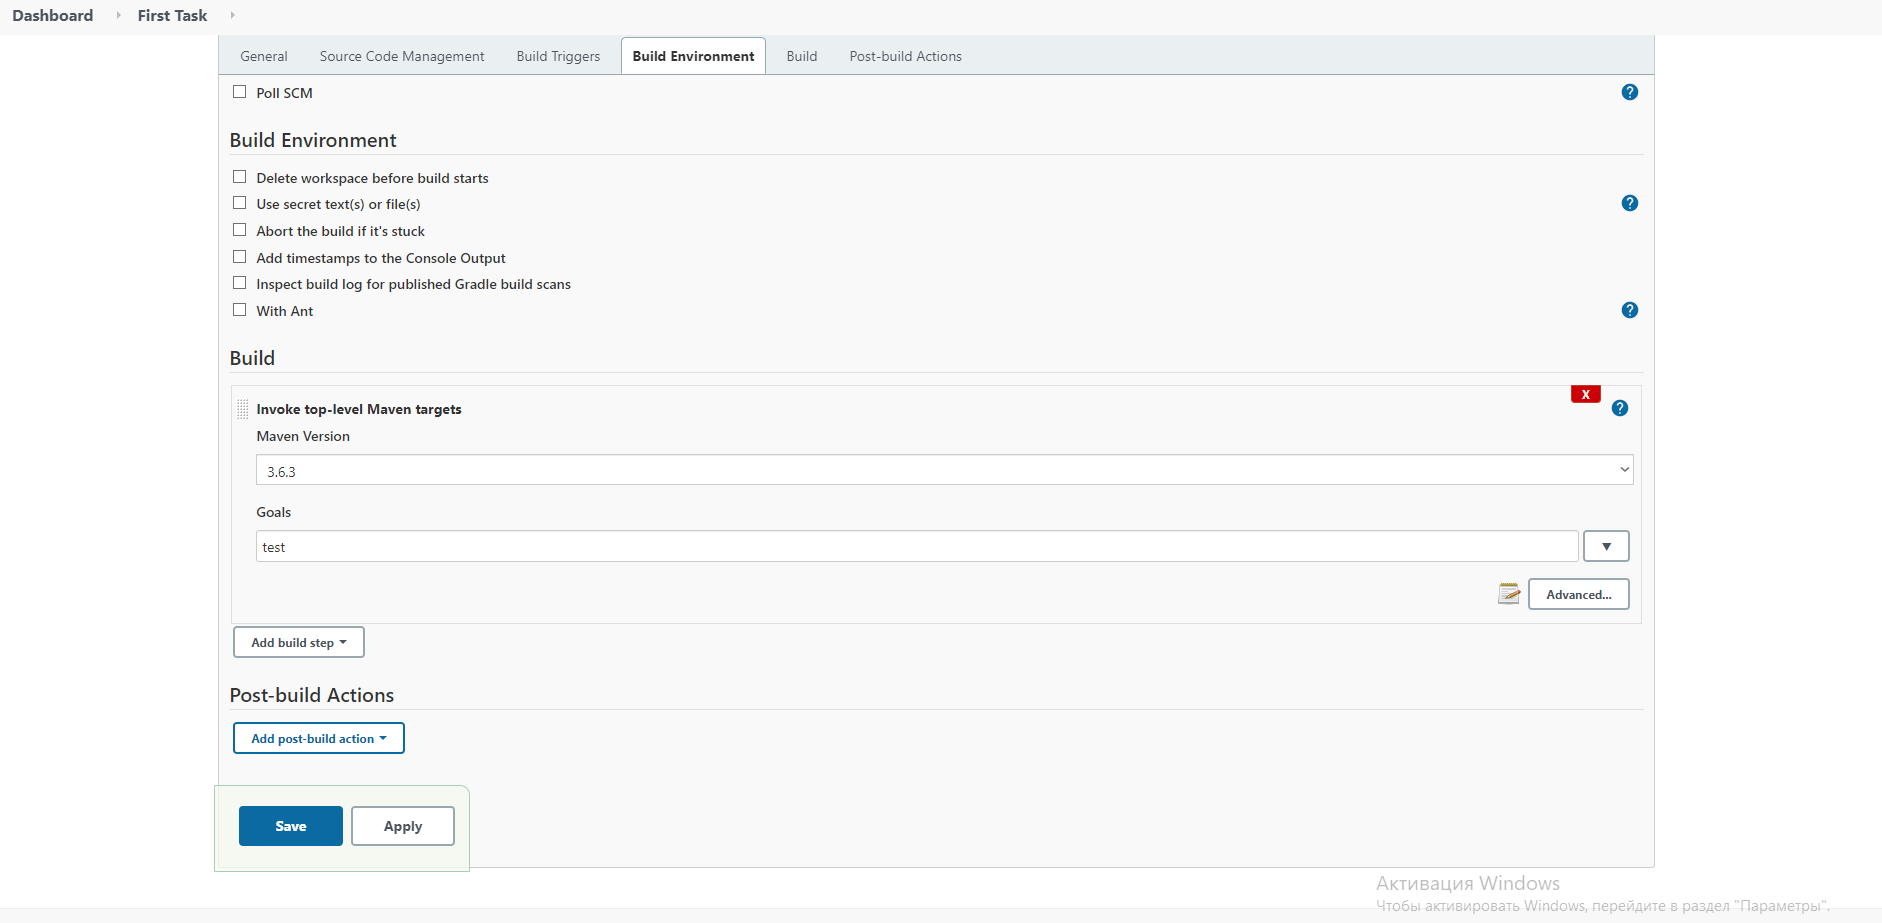 Dashboard First Task
General Source Code Management Build Triggers Build Environment Build Post-build Actions
Poll SCM ?
Build Environment
Delete workspace before build starts
Use secret text(s) or file(s) ?
Abort the build if it's stuck
Add timestamps to the Console Output
Inspect build log for published Gradle build scans
With Ant ?
Build
X
Invoke top-level Maven targets ?
Maven Version
3.6.3
Goals
test
Advanced...
Add build step
Post-build Actions
Add post-build action
Save Apply
Активация Windows
Чтобы активировать Windows, перейдите в раздел "Параметры".